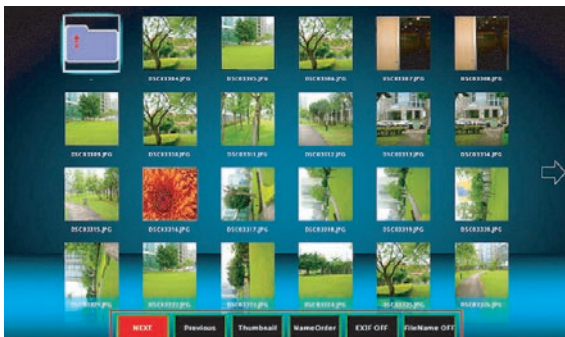 DSC03304.JPG DSC03305.JPG DSC03306.JPG DSC03307.JPG DSC03308.JPG
DSC03309.JPG DSC03310.JPG DSC03311.JPG DSC03312.JPG DSC03313.JPG DSC03314.JPG
DSC03315.JPG DSC03316.JPG DSC03317.JPG DSC03318.JPG DSC03319.JPG DSC03320.JPG
NEXT Previous Thumbnail NameOrder EXIF OFF FileName OFF